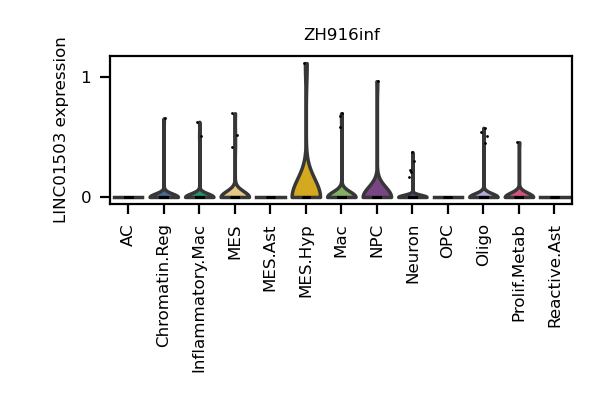 ZH916inf
LINC01503 expression
1
0
AC
Chromatin.Reg
Inflammatory.Mac
MES
MES.Ast
MES.Hyp
Mac
NPC
Neuron
OPC
Oligo
Prolif.Metab
Reactive.Ast